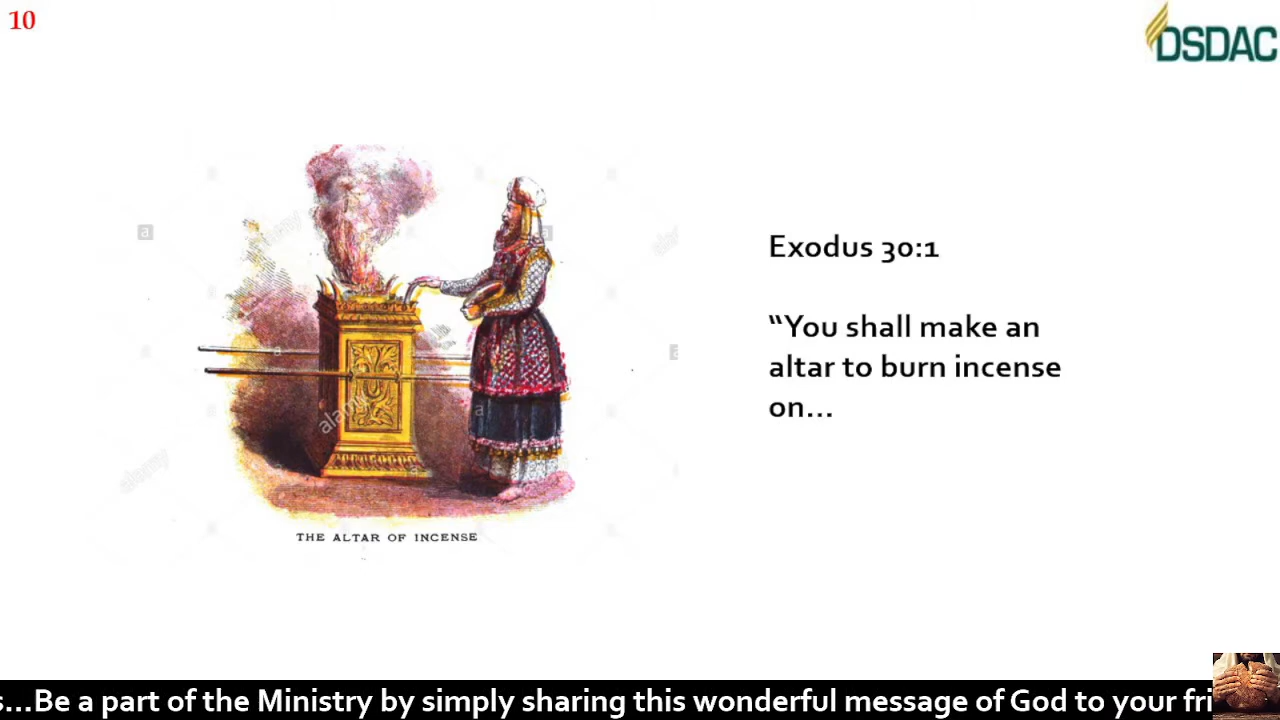 10
DSDAC
Exodus 30:1
“You shall make an
altar to burn incense
on...
a
alamy
THE ALTAR OF INCENSE
s...Be a part of the Ministry by simply sharing this wonderful message of God to your fri